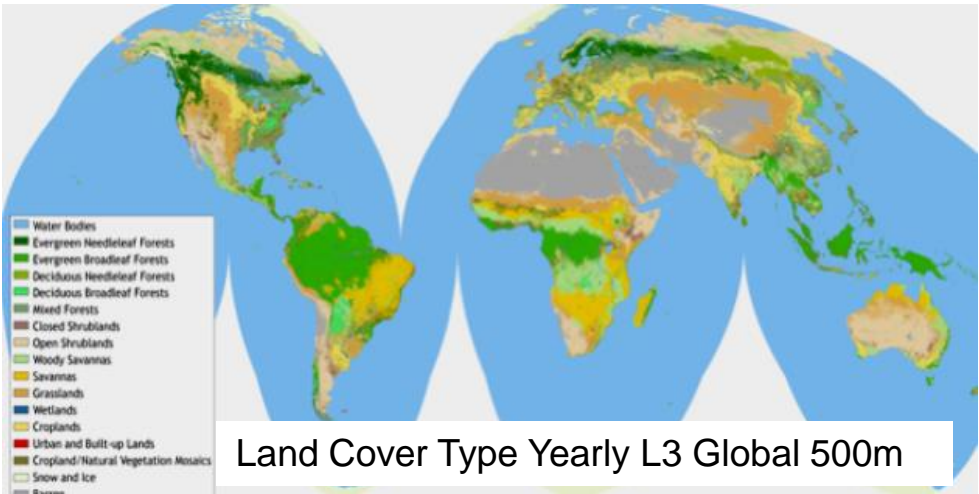 Water Bodies
Evergreen Needleleaf Forests
Evergreen Broadleaf Forests
Deciduous Needleleaf Forests
Deciduous Broadleaf Forests
Mixed Forests
Closed Shrublands
Open Shrublands
Woody Savannas
Savannas
Grasslands
Wetlands
Croplands
Urban and Built-up Lands
Cropland/Natural Vegetation Mosaics
Snow and Ice
Barren
Land Cover Type Yearly L3 Global 500m